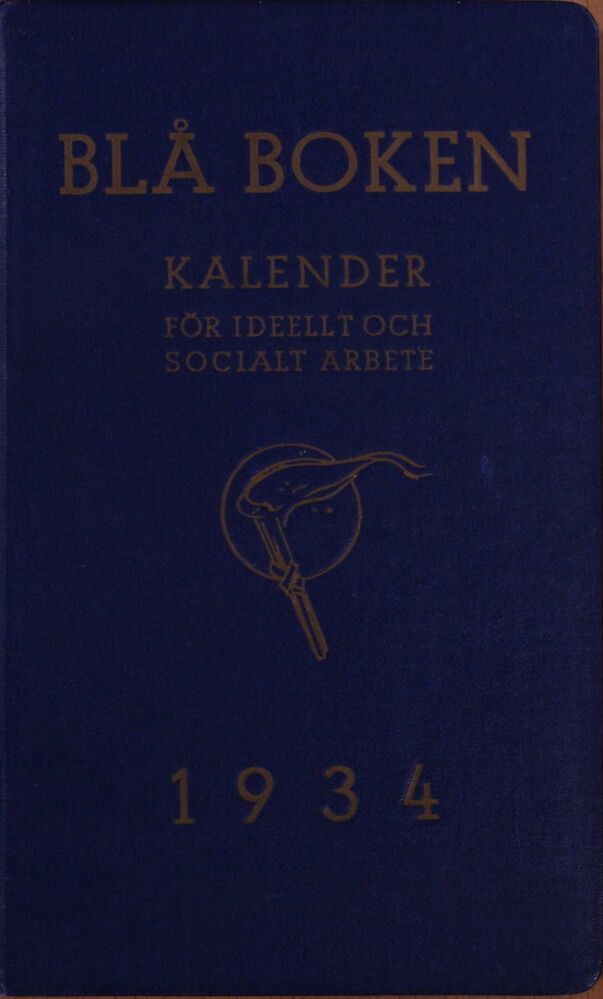 BLÅ BOKEN
KALENDER
FÖR IDEELLT OCH
SOCIALT ARBETE
1934